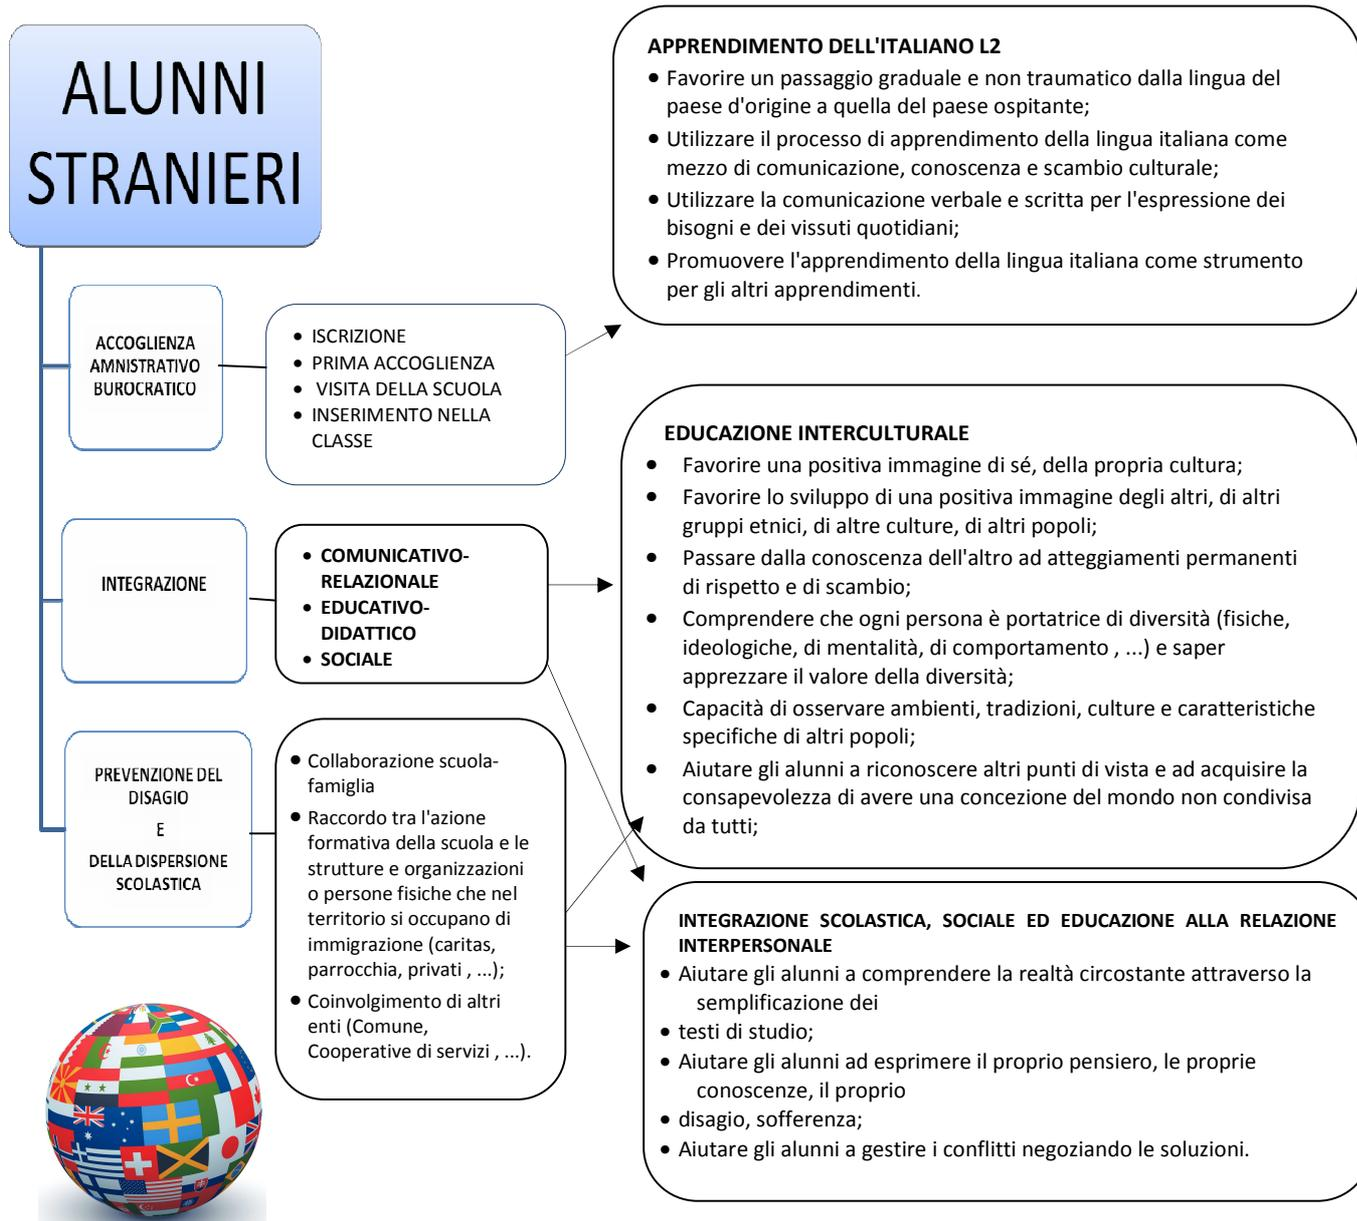 ALUNNI
STRANIERI
ACCOGLIENZA
AMNISTRATIVO
BUROCRATICO
• ISCRIZIONE
• PRIMA ACCOGLIENZA
• VISITA DELLA SCUOLA
• INSERIMENTO NELLA
CLASSE
APPRENDIMENTO DELL'ITALIANO L2
• Favorire un passaggio graduale e non traumatico dalla lingua del
paese d'origine a quella del paese ospitante;
• Utilizzare il processo di apprendimento della lingua italiana come
mezzo di comunicazione, conoscenza e scambio culturale;
• Utilizzare la comunicazione verbale e scritta per l'espressione dei
bisogni e dei vissuti quotidiani;
• Promuovere l'apprendimento della lingua italiana come strumento
per gli altri apprendimenti.
INTEGRAZIONE
• COMUNICATIVO-
RELAZIONALE
• EDUCATIVO-
DIDATTICO
• SOCIALE
EDUCAZIONE INTERCULTURALE
• Favorire una positiva immagine di sé, della propria cultura;
• Favorire lo sviluppo di una positiva immagine degli altri, di altri
gruppi etnici, di altre culture, di altri popoli;
• Passare dalla conoscenza dell'altro ad atteggiamenti permanenti
di rispetto e di scambio;
• Comprendere che ogni persona è portatrice di diversità (fisiche,
ideologiche, di mentalità, di comportamento , ...) e saper
apprezzare il valore della diversità;
• Capacità di osservare ambienti, tradizioni, culture e caratteristiche
specifiche di altri popoli;
• Aiutare gli alunni a riconoscere altri punti di vista e ad acquisire la
consapevolezza di avere una concezione del mondo non condivisa
da tutti;
PREVENZIONE DEL
DISAGIO
E
DELLA DISPERSIONE
SCOLASTICA
• Collaborazione scuola-
famiglia
• Raccordo tra l'azione
formativa della scuola e le
strutture e organizzazioni
o persone fisiche che nel
territorio si occupano di
immigrazione (caritas,
parrocchia, privati , ...);
• Coinvolgimento di altri
enti (Comune,
Cooperative di servizi , ...).
INTEGRAZIONE SCOLASTICA, SOCIALE ED EDUCAZIONE ALLA RELAZIONE
INTERPERSONALE
• Aiutare gli alunni a comprendere la realtà circostante attraverso la
semplificazione dei
• testi di studio;
• Aiutare gli alunni ad esprimere il proprio pensiero, le proprie
conoscenze, il proprio
• disagio, sofferenza;
• Aiutare gli alunni a gestire i conflitti negoziando le soluzioni.